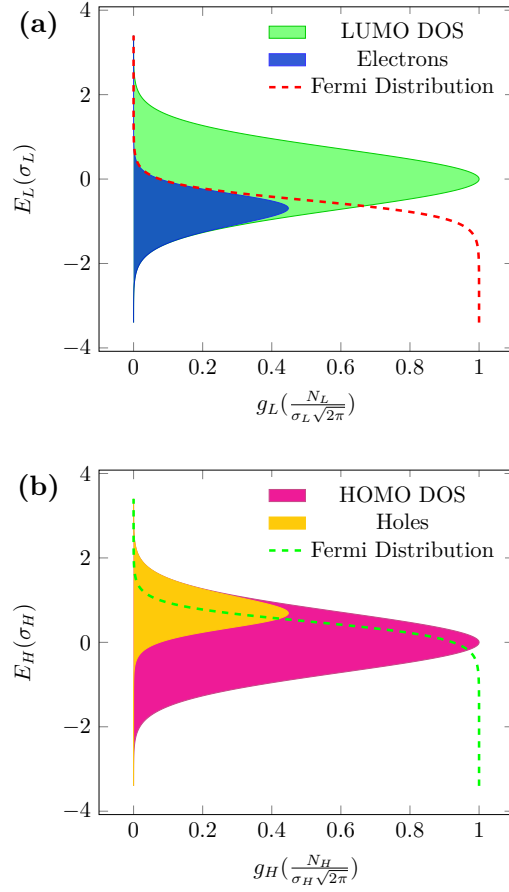 (a)
LUMO DOS
Electrons
Fermi Distribution
4
2
0
−2
−4
E_L(σ_L)
0 0.2 0.4 0.6 0.8 1
g_L(N_L/σ_L√2π)
(b)
HOMO DOS
Holes
Fermi Distribution
4
2
0
−2
−4
E_H(σ_H)
0 0.2 0.4 0.6 0.8 1
g_H(N_H/σ_H√2π)